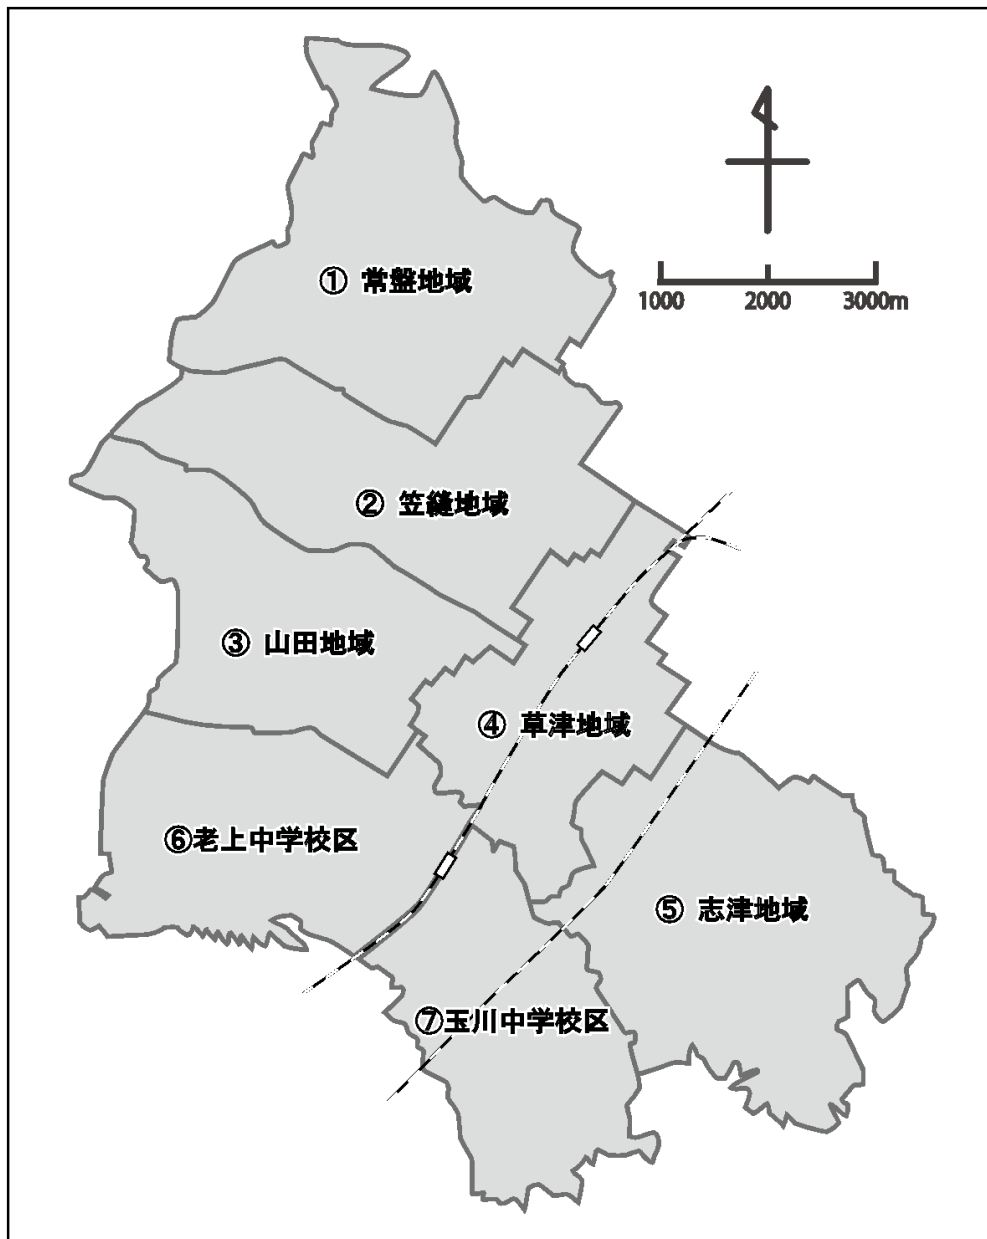 ① 常盤地域
1000 2000 3000m
② 笠縫地域
③ 山田地域
④ 草津地域
⑥老上中学校区
⑤ 志津地域
⑦玉川中学校区